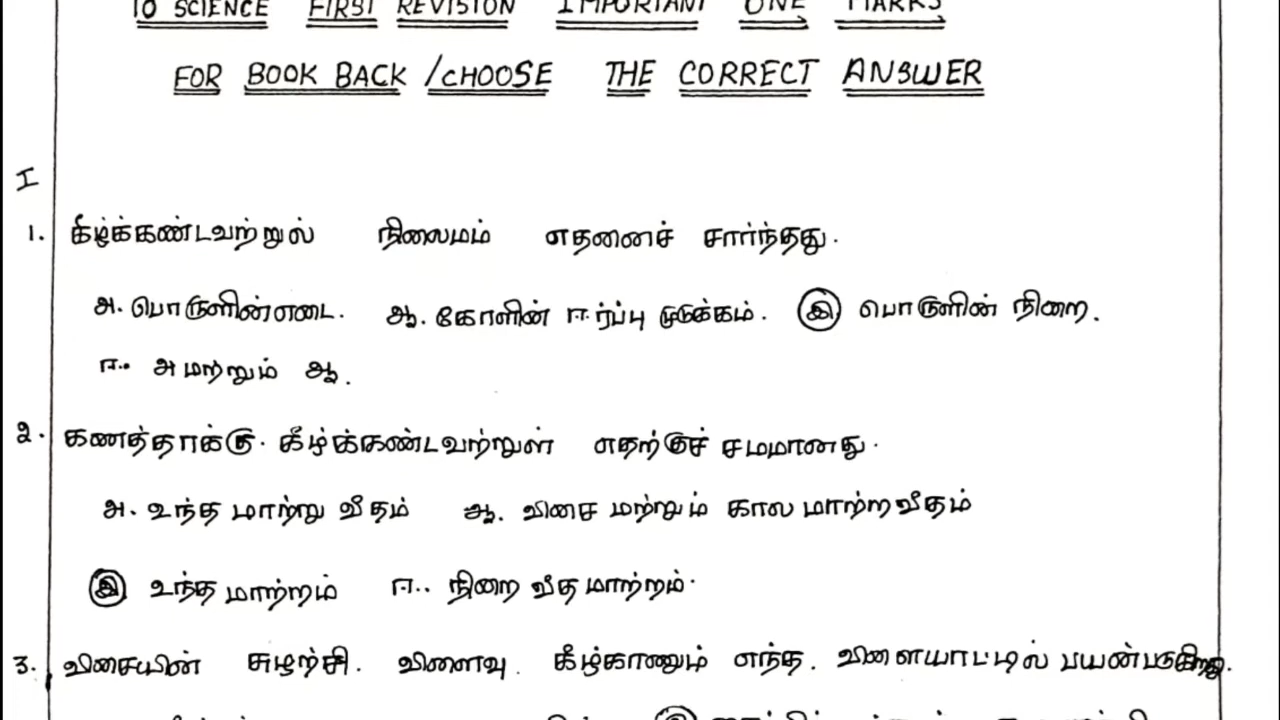 10 SCIENCE FIRST REVISION IMPORTANT ONE MARKS
FOR BOOK BACK /CHOOSE THE CORRECT ANSWER
I
1. கீழ்க்கண்டவற்றுல் நிலைமம் எதனைச் சார்ந்தது.
அ. பொருளின் எடை. ஆ. கோளின் ஈர்ப்பு முடுக்கம். இ பொருளின் நிறை.
ஈ.. அ மற்றும் ஆ.
2. கணத்தாக்கு. கீழ்க்கண்டவற்றுள் எதற்குச் சமமானது.
அ. உந்த மாற்று வீதம் ஆ. விசை மற்றும் கால மாற்ற வீதம்
இ உந்த மாற்றம் ஈ.. நிறை வீத மாற்றம்.
3. விசையின் சுழற்சி. விளைவு. கீழ்காணும் எந்த. விளையாட்டில் பயன்படுகிறது.